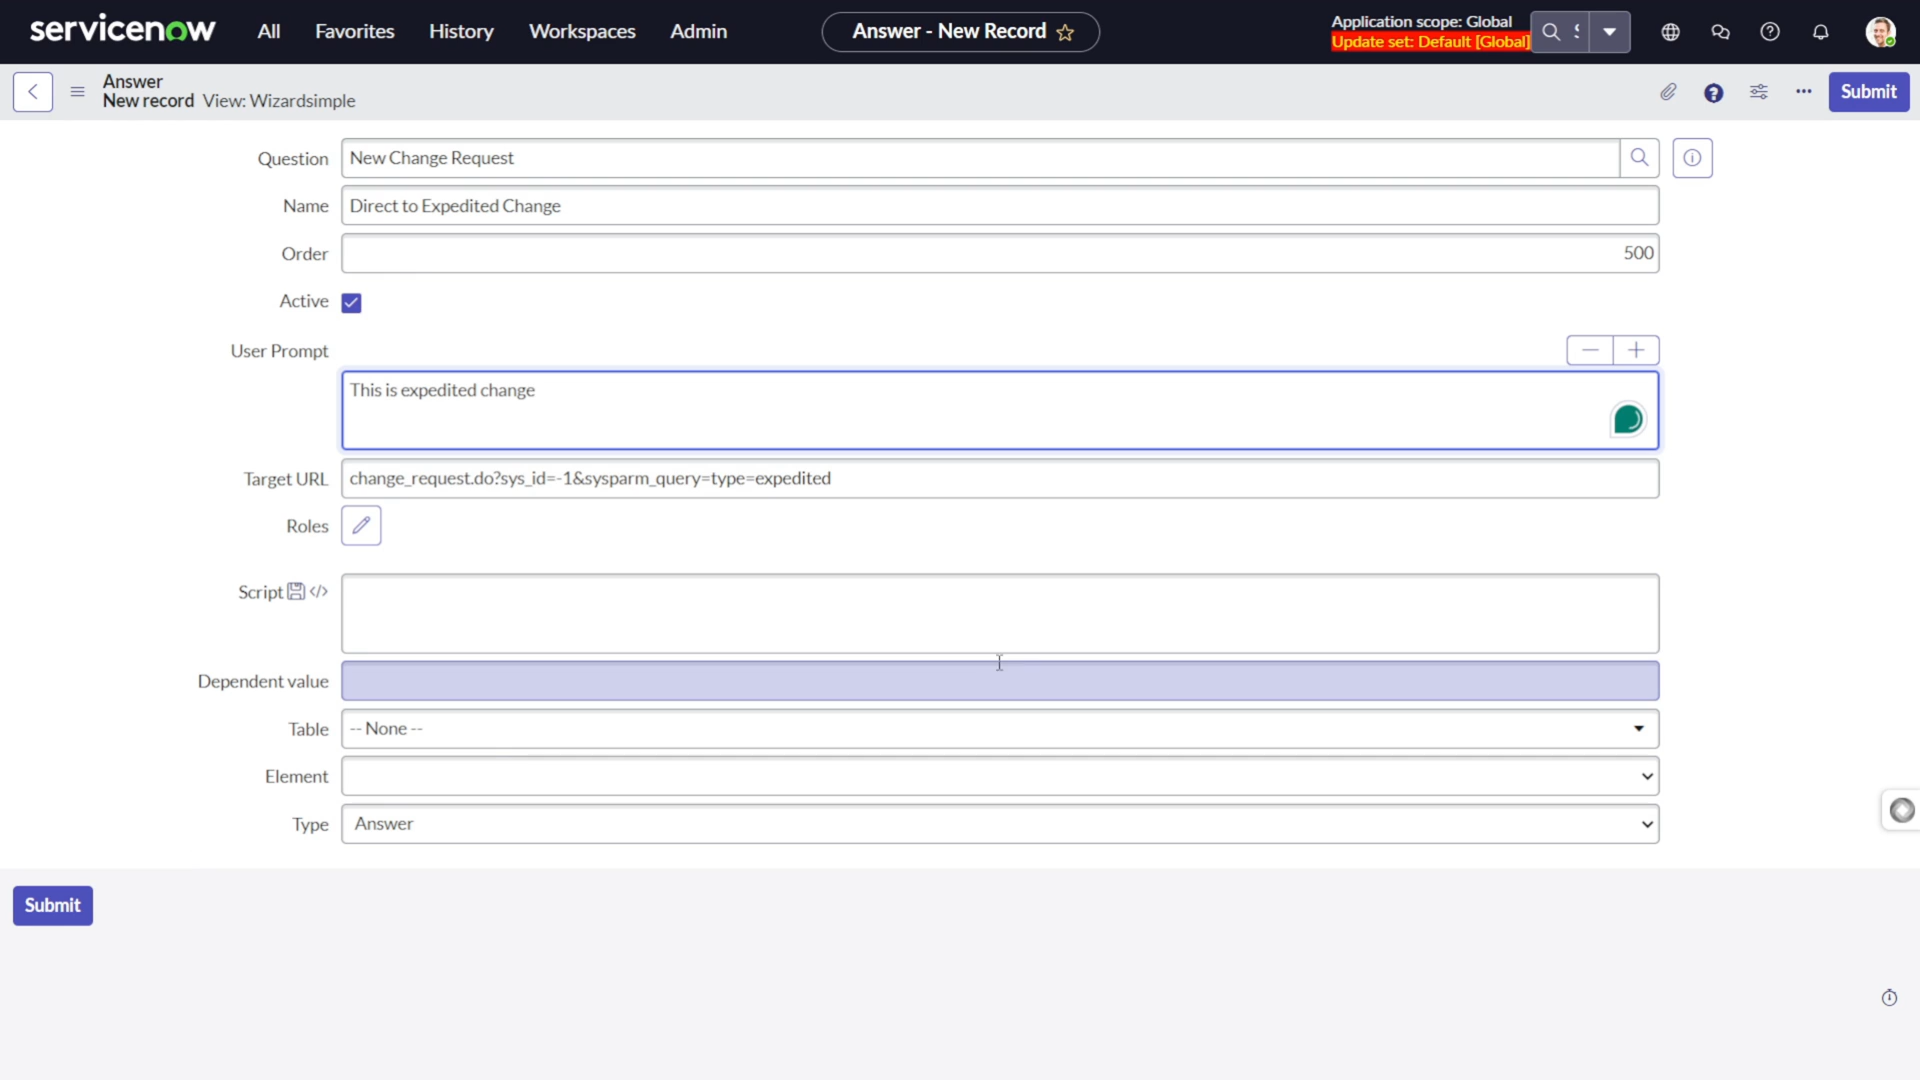 servicenow
All
Favorites
History
Workspaces
Admin
Answer - New Record
Application scope: Global
Update set: Default [Global]
Answer
New record View: Wizardsimple
Submit
Question
New Change Request
Name
Direct to Expedited Change
Order
500
Active
User Prompt
This is expedited change
Target URL
change_request.do?sys_id=-1&sysparm_query=type=expedited
Roles
Script
Dependent value
Table
-- None --
Element
Type
Answer
Submit